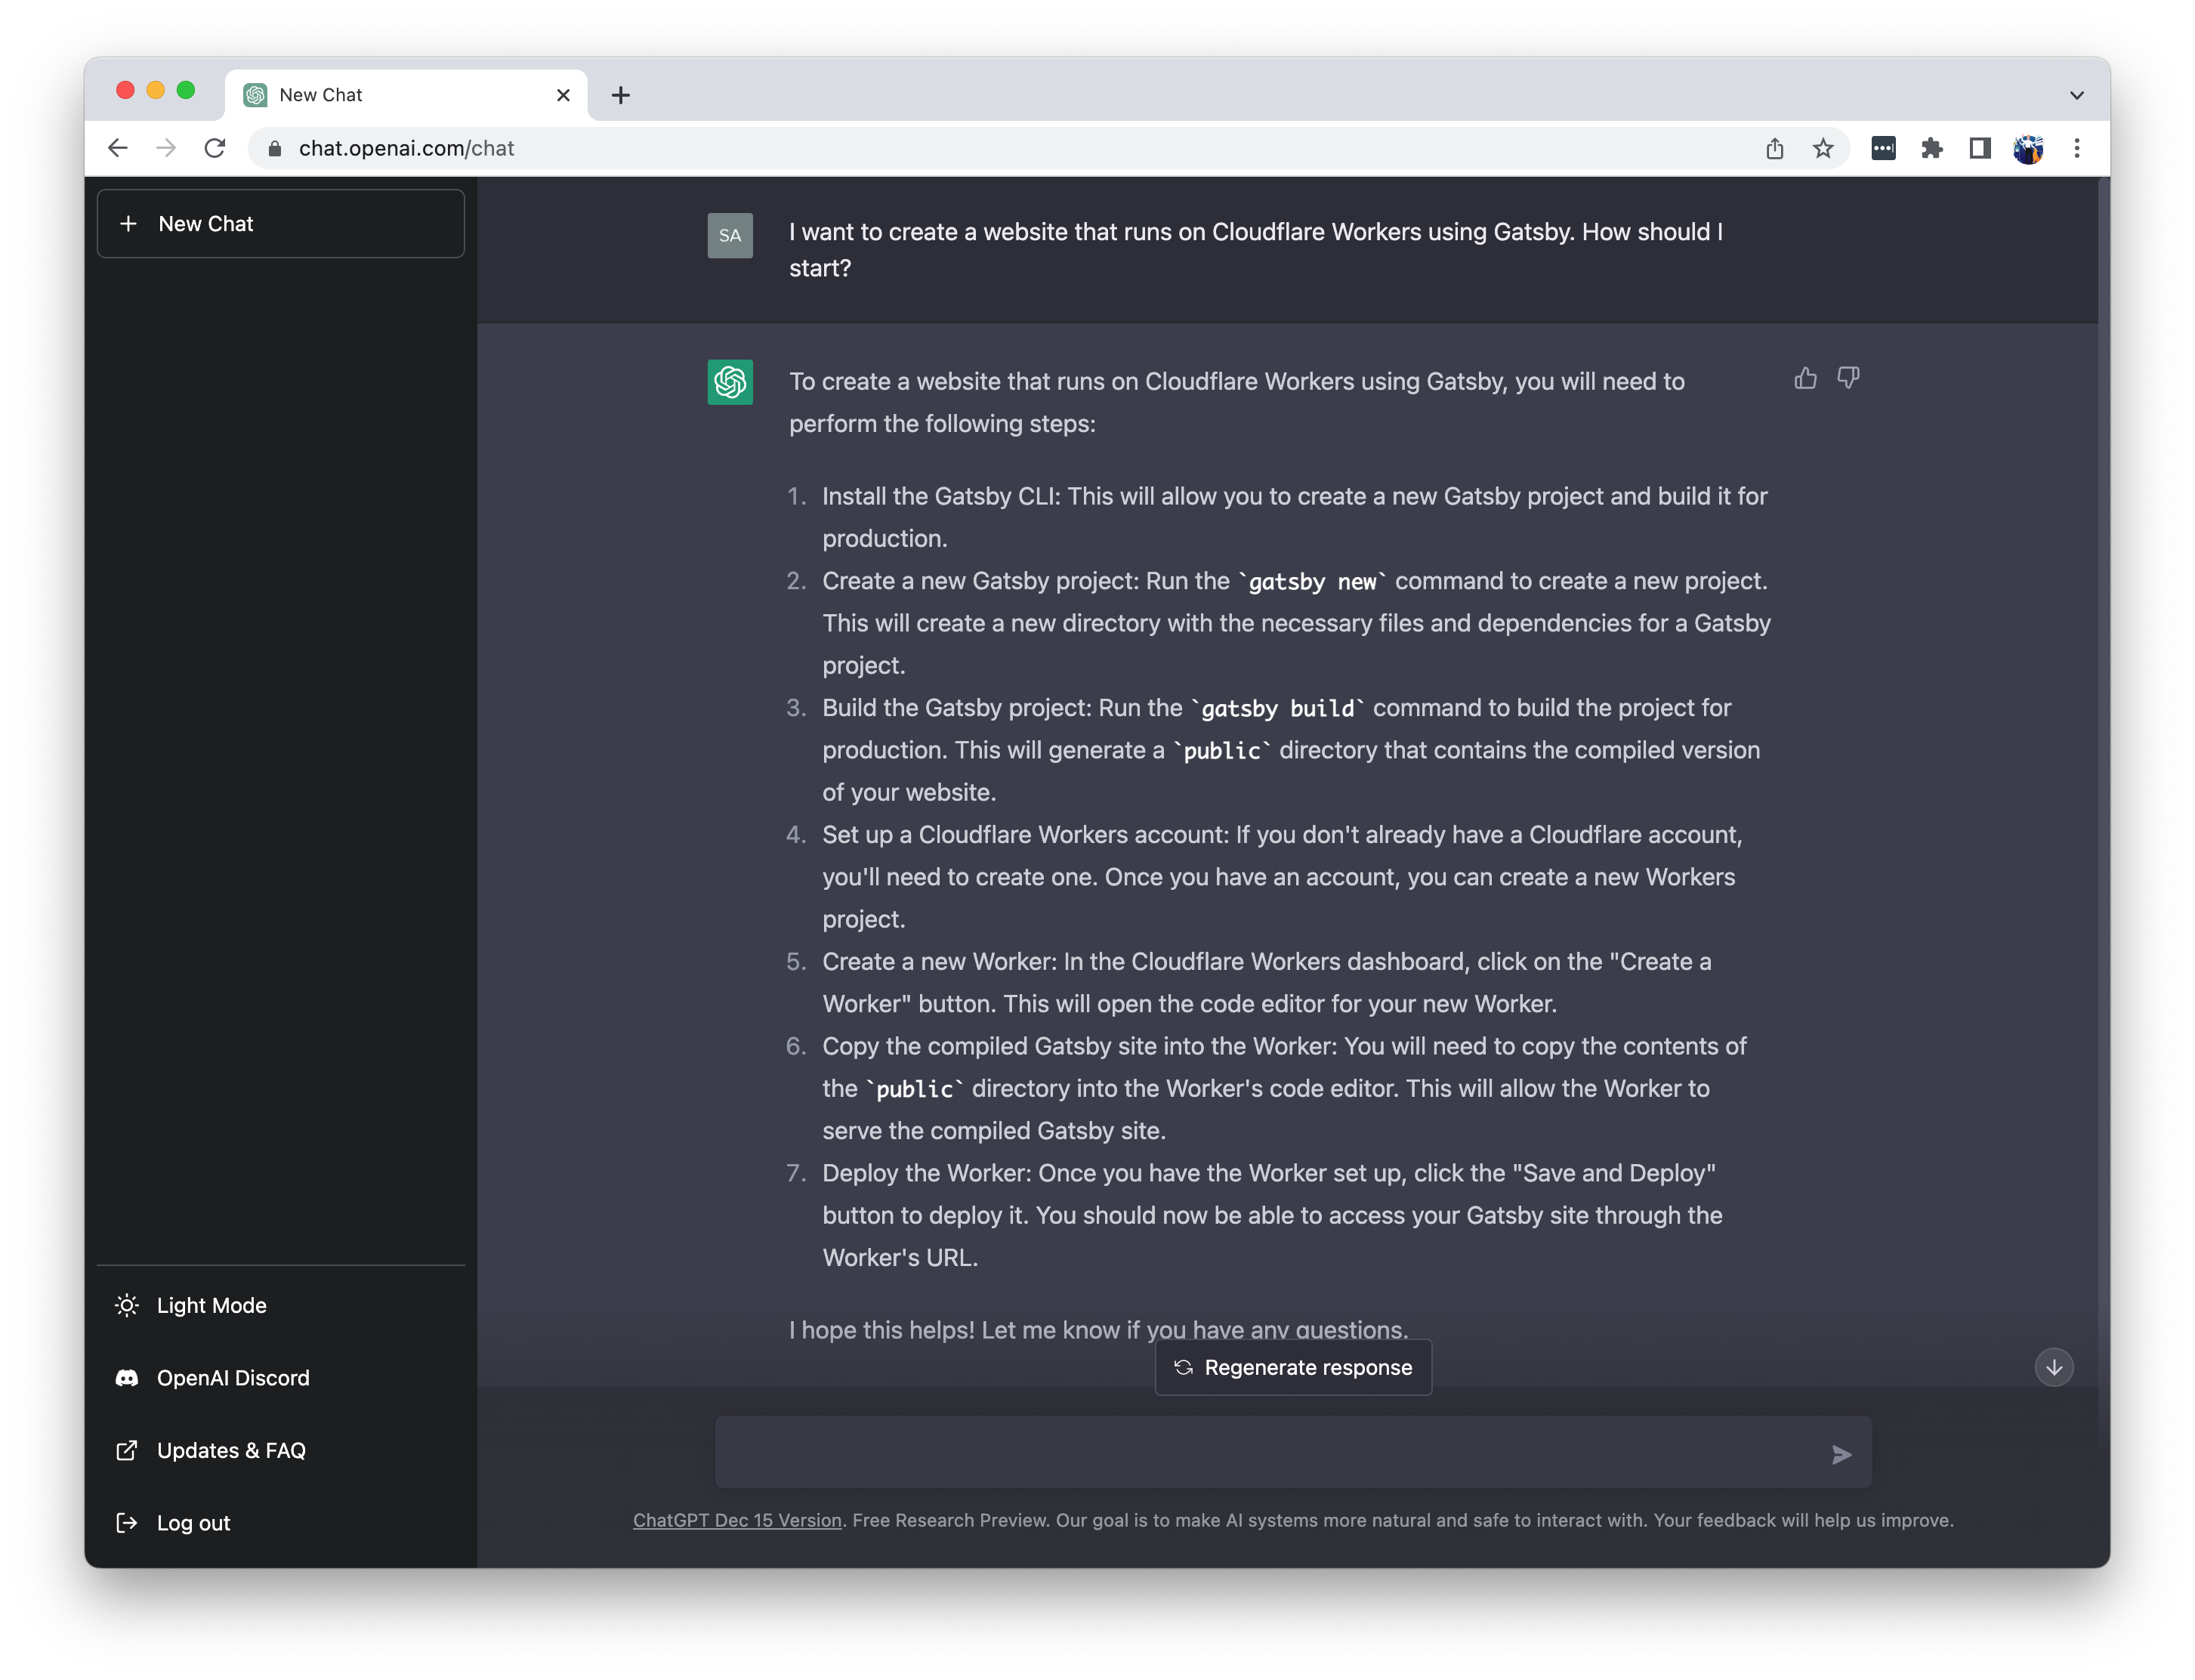 New Chat
chat.openai.com/chat
New Chat
SA
I want to create a website that runs on Cloudflare Workers using Gatsby. How should I
start?
To create a website that runs on Cloudflare Workers using Gatsby, you will need to
perform the following steps:
1. Install the Gatsby CLI: This will allow you to create a new Gatsby project and build it for
production.
2. Create a new Gatsby project: Run the `gatsby new` command to create a new project.
This will create a new directory with the necessary files and dependencies for a Gatsby
project.
3. Build the Gatsby project: Run the `gatsby build` command to build the project for
production. This will generate a `public` directory that contains the compiled version
of your website.
4. Set up a Cloudflare Workers account: If you don't already have a Cloudflare account,
you'll need to create one. Once you have an account, you can create a new Workers
project.
5. Create a new Worker: In the Cloudflare Workers dashboard, click on the "Create a
Worker" button. This will open the code editor for your new Worker.
6. Copy the compiled Gatsby site into the Worker: You will need to copy the contents of
the `public` directory into the Worker's code editor. This will allow the Worker to
serve the compiled Gatsby site.
7. Deploy the Worker: Once you have the Worker set up, click the "Save and Deploy"
button to deploy it. You should now be able to access your Gatsby site through the
Worker's URL.
I hope this helps! Let me know if you have any questions.
Regenerate response
Light Mode
OpenAI Discord
Updates & FAQ
Log out
ChatGPT Dec 15 Version. Free Research Preview. Our goal is to make AI systems more natural and safe to interact with. Your feedback will help us improve.